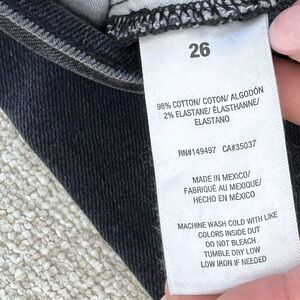 26
98% COTTON/ COTON/ ALGODÓN
2% ELASTANE/ ÉLASTHANNE/
ELASTANO
RN#149497 CA#35037
MADE IN MEXICO/
FABRIQUÉ AU MEXIQUE/
HECHO EN MÉXICO
MACHINE WASH COLD WITH LIKE
COLORS INSIDE OUT
DO NOT BLEACH
TUMBLE DRY LOW
LOW IRON IF NEEDED